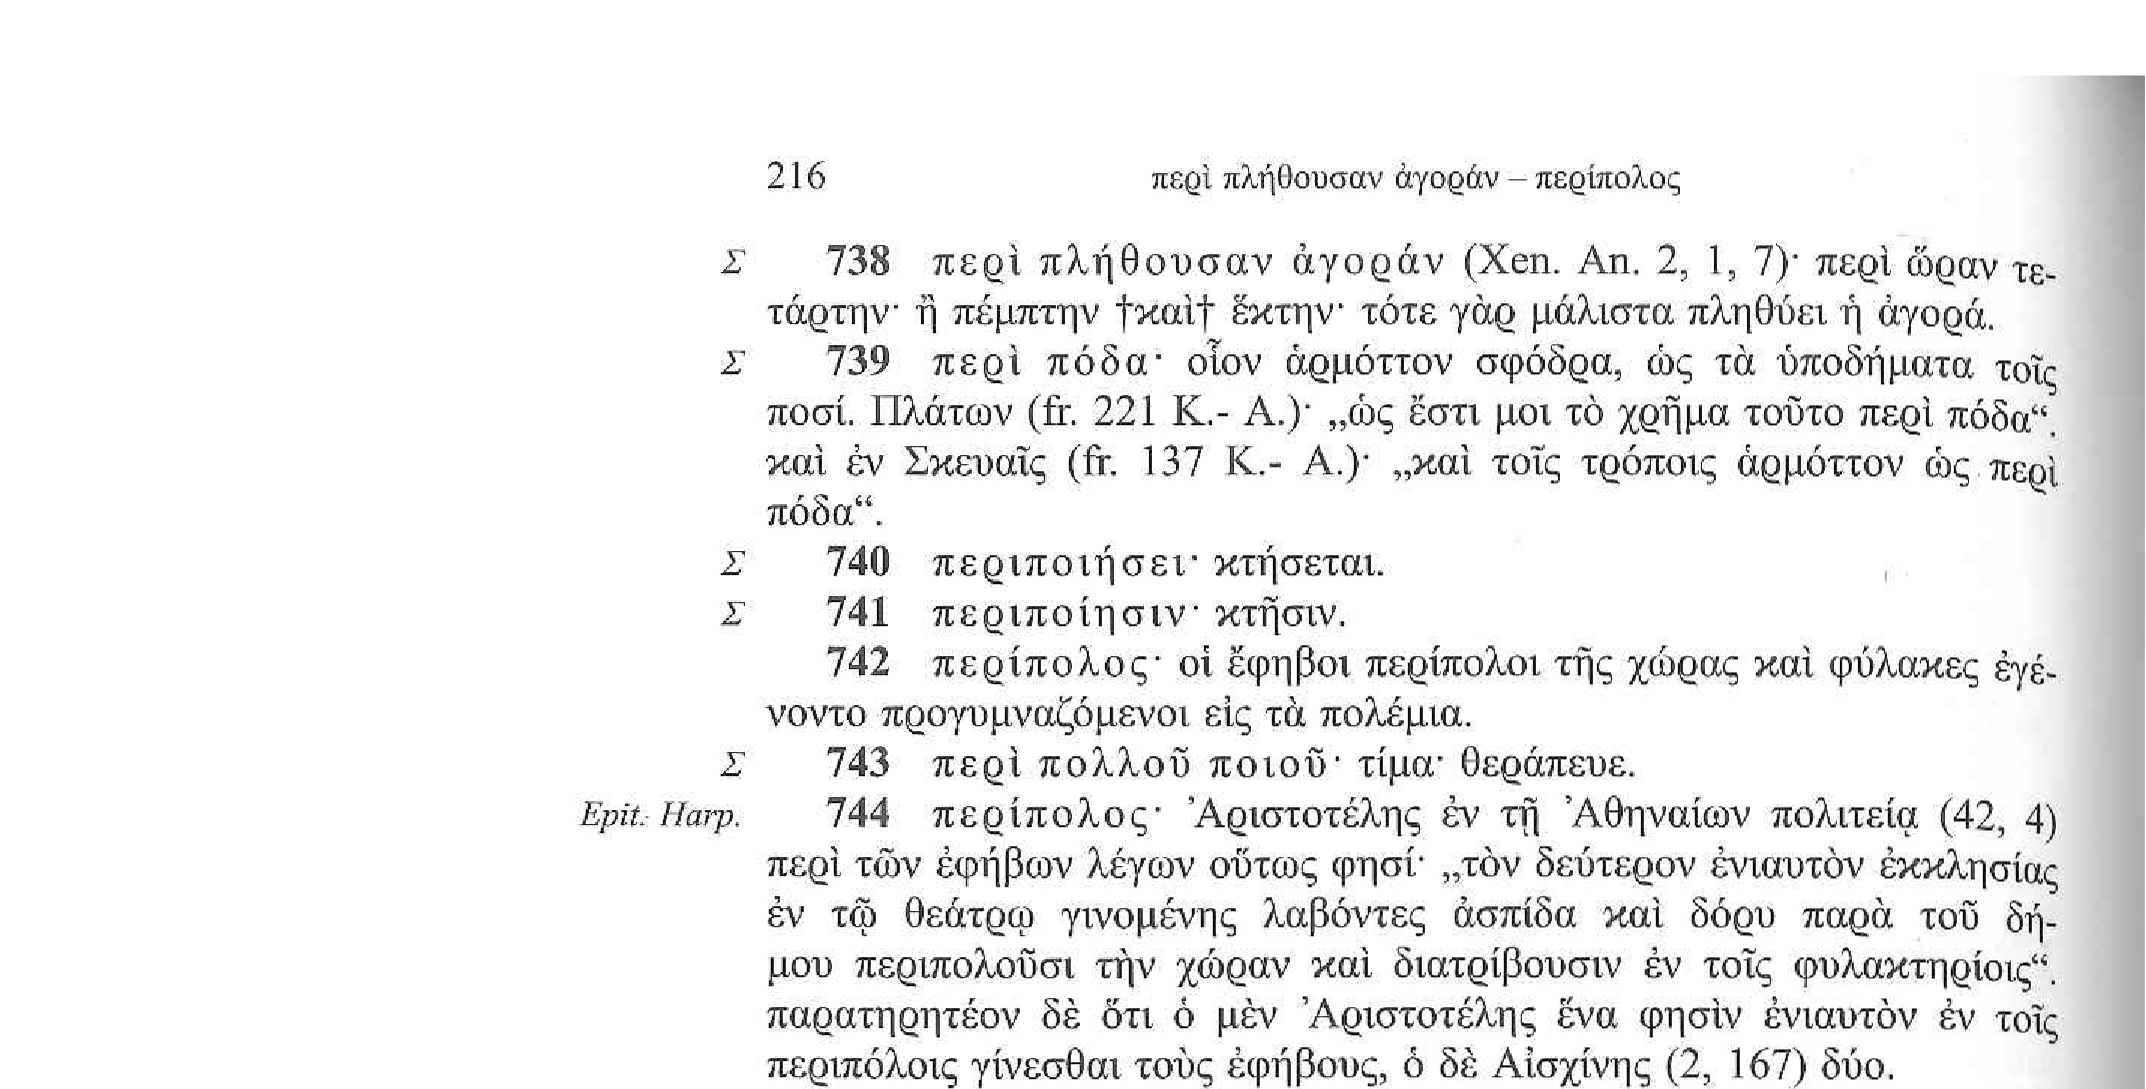 216 περὶ πλήθουσαν ἀγοράν – περίπολος
Σ 738 περὶ πλήθουσαν ἀγοράν (Xen. An. 2, 1, 7)· περὶ ὥραν τε-
τάρτην· ἢ πέμπτην †καὶ† ἕκτην· τότε γὰρ μάλιστα πληθύει ἡ ἀγορά.
Σ 739 περὶ πόδα· οἷον ἁρμόττον σφόδρα, ὡς τὰ ὑποδήματα τοῖς
ποσί. Πλάτων (fr. 221 K.- A.)· „ὡς ἔστι μοι τὸ χρῆμα τοῦτο περὶ πόδα“.
καὶ ἐν Σκευαῖς (fr. 137 K.- A.)· „καὶ τοῖς τρόποις ἁρμόττον ὡς περὶ
πόδα“.
Σ 740 περιποιήσει· κτήσεται.
Σ 741 περιποίησιν· κτῆσιν.
742 περίπολος· οἱ ἔφηβοι περίπολοι τῆς χώρας καὶ φύλακες ἐγέ-
νοντο προγυμναζόμενοι εἰς τὰ πολέμια.
Σ 743 περὶ πολλοῦ ποιοῦ· τίμα· θεράπευε.
Epit. Harp. 744 περίπολος· Ἀριστοτέλης ἐν τῇ Ἀθηναίων πολιτείᾳ (42, 4)
περὶ τῶν ἐφήβων λέγων οὕτως φησί· „τὸν δεύτερον ἐνιαυτὸν ἐκκλησίας
ἐν τῷ θεάτρῳ γινομένης λαβόντες ἀσπίδα καὶ δόρυ παρὰ τοῦ δή-
μου περιπολοῦσι τὴν χώραν καὶ διατρίβουσιν ἐν τοῖς φυλακτηρίοις“.
παρατηρητέον δὲ ὅτι ὁ μὲν Ἀριστοτέλης ἕνα φησὶν ἐνιαυτὸν ἐν τοῖς
περιπόλοις γίνεσθαι τοὺς ἐφήβους, ὁ δὲ Αἰσχίνης (2, 167) δύο.